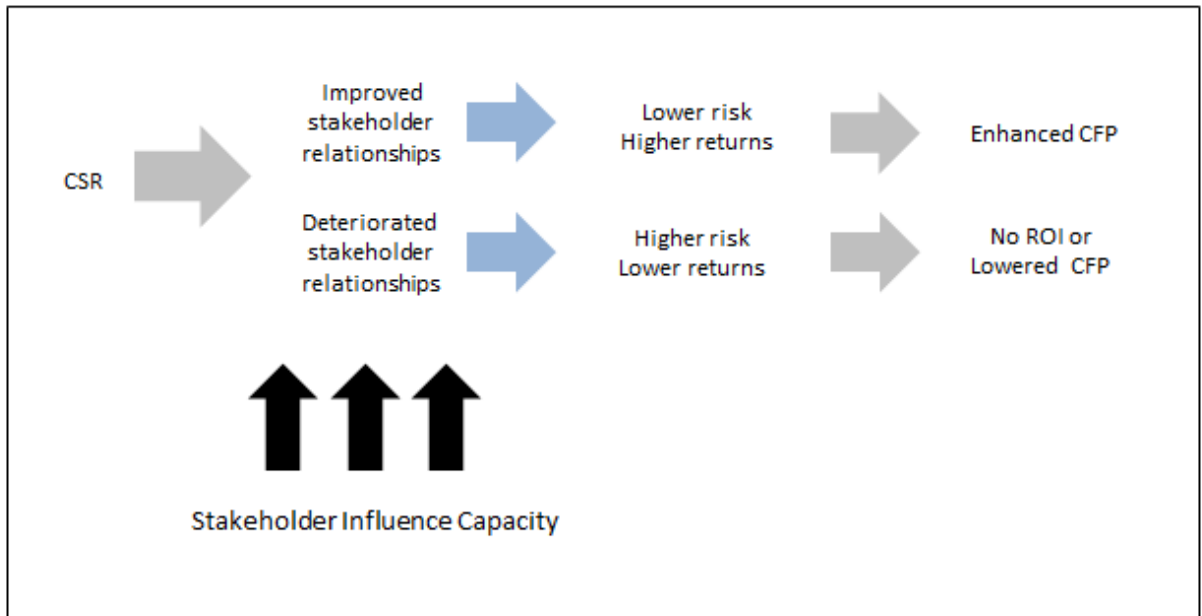 CSR
Improved
stakeholder
relationships
Lower risk
Higher returns
Enhanced CFP
Deteriorated
stakeholder
relationships
Higher risk
Lower returns
No ROI or
Lowered CFP
Stakeholder Influence Capacity